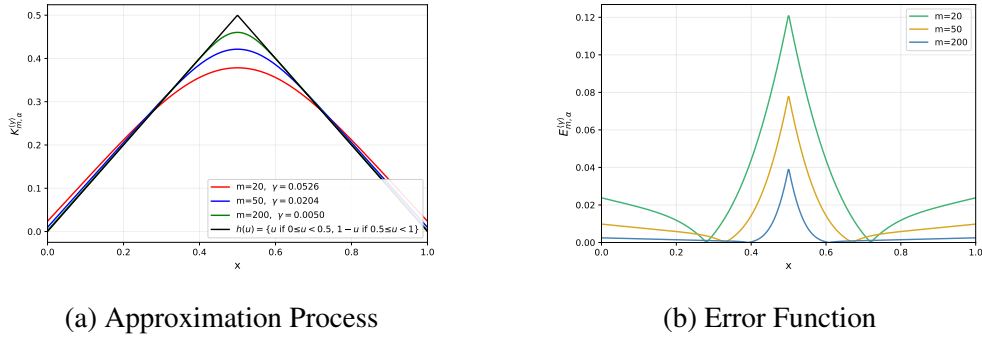 0.5
0.4
0.3
0.2
0.1
0.0
K_{m,α}^{(γ)}
m=20, γ = 0.0526
m=50, γ = 0.0204
m=200, γ = 0.0050
h(u) = {u if 0≤u<0.5, 1−u if 0.5≤u<1}
0.0 0.2 0.4 0.6 0.8 1.0
x
(a) Approximation Process
0.12
0.10
0.08
0.06
0.04
0.02
0.00
E_{m,α}^{(γ)}
m=20
m=50
m=200
0.0 0.2 0.4 0.6 0.8 1.0
x
(b) Error Function